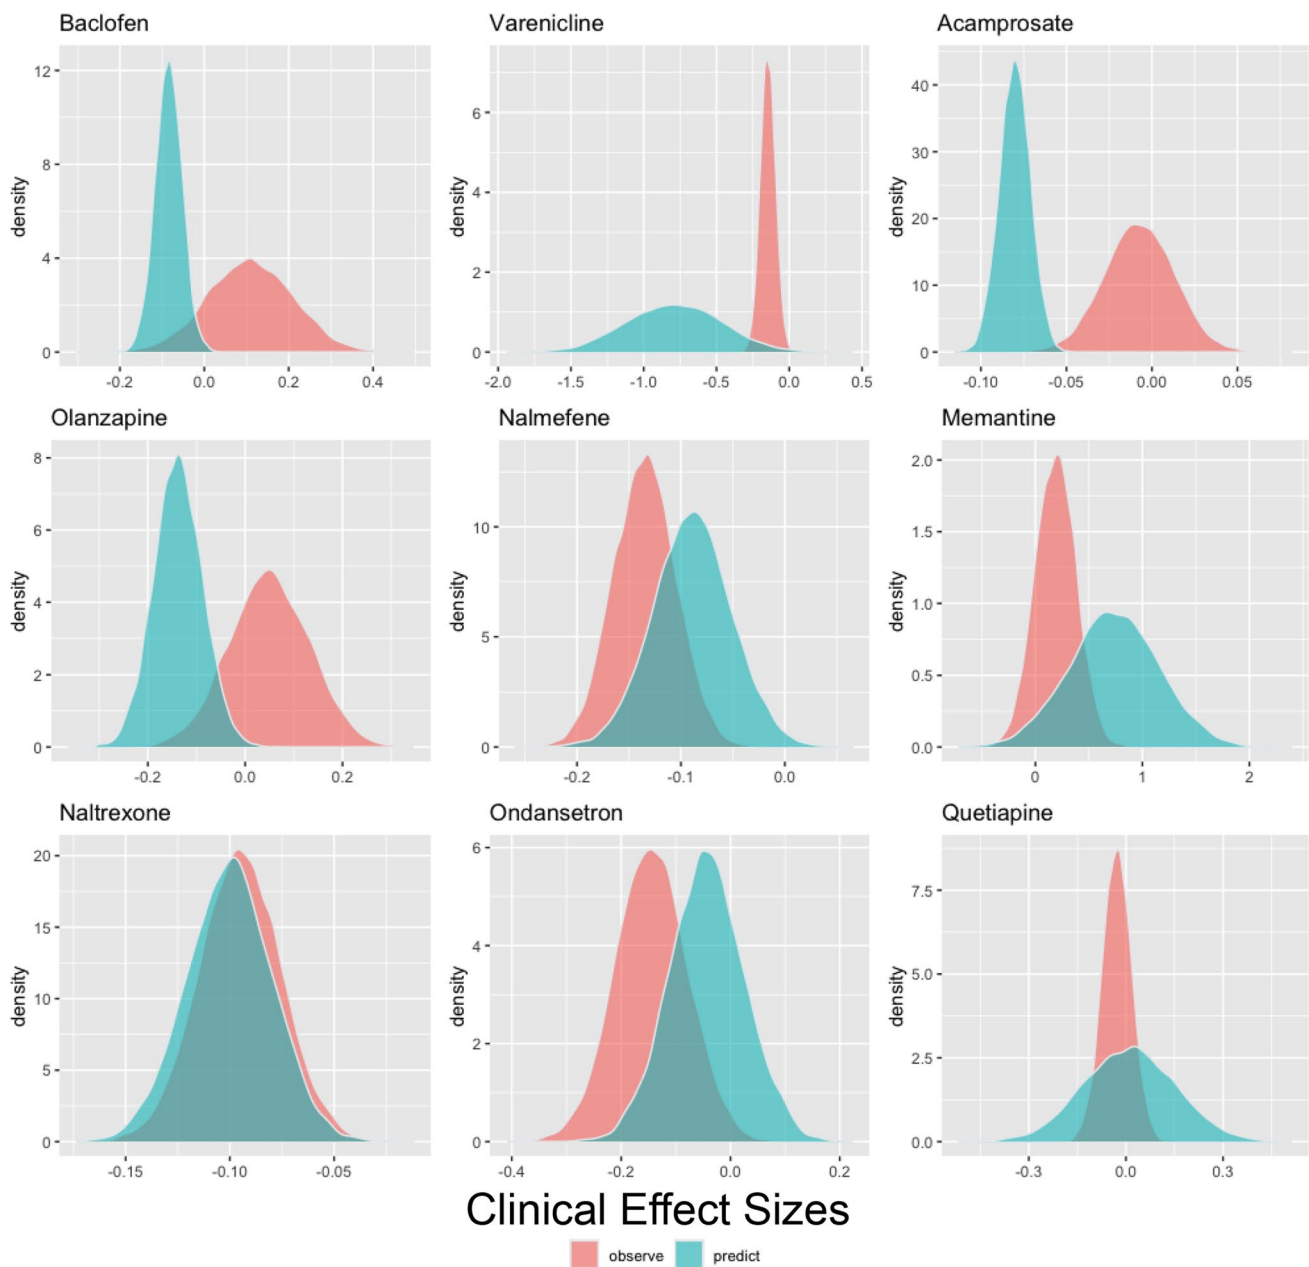 Baclofen
12
8
4
0
density
-0.2 0.0 0.2 0.4
Varenicline
6
4
2
0
density
-2.0 -1.5 -1.0 -0.5 0.0 0.5
Acamprosate
40
30
20
10
0
density
-0.10 -0.05 0.00 0.05
Olanzapine
8
6
4
2
0
density
-0.2 0.0 0.2
Nalmefene
10
5
0
density
-0.2 -0.1 0.0
Memantine
2.0
1.5
1.0
0.5
0.0
density
0 1 2
Naltrexone
20
15
10
5
0
density
-0.15 -0.10 -0.05
Ondansetron
6
4
2
0
density
-0.4 -0.2 0.0 0.2
Quetiapine
7.5
5.0
2.5
0.0
density
-0.3 0.0 0.3
Clinical Effect Sizes
observe predict